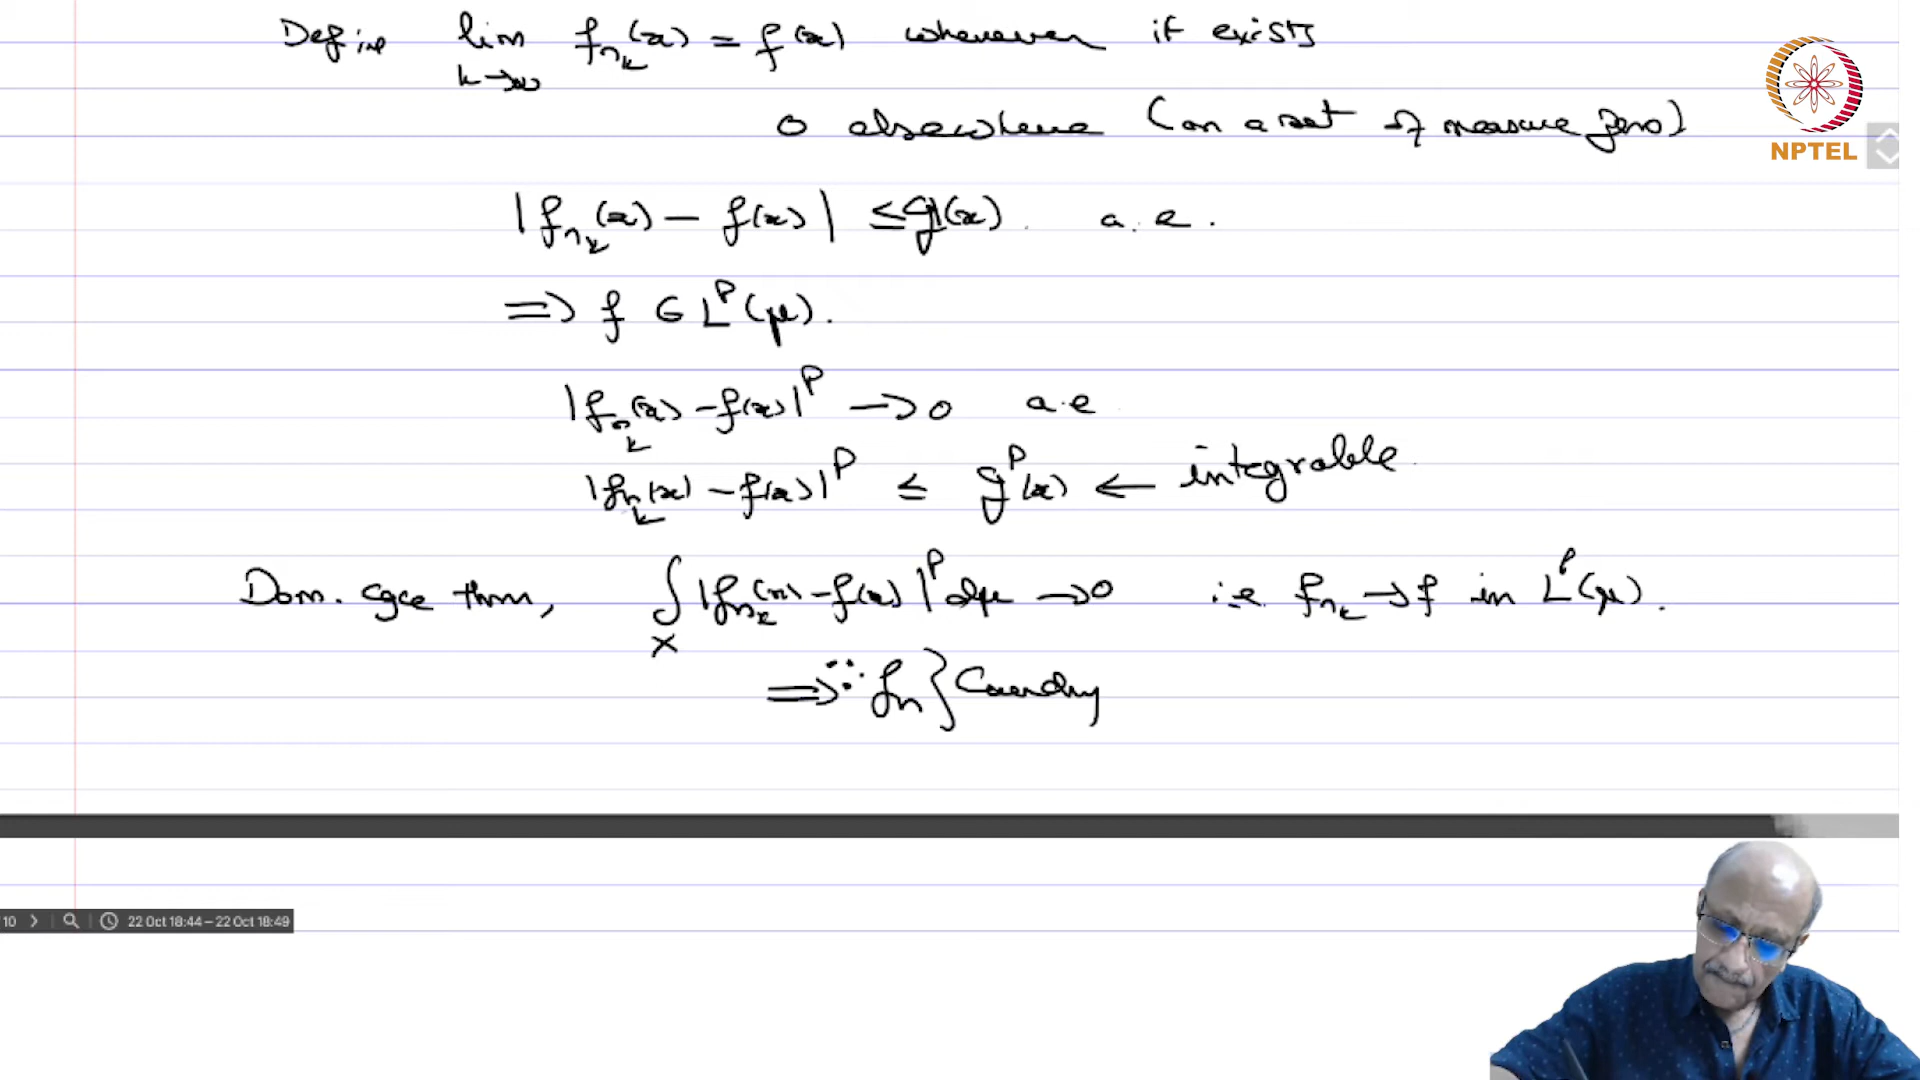 Define lim f_{n_k}(x) = f(x) whenever it exists
k→∞
0 elsewhere (on a set of measure zero)
NPTEL
|f_{n_k}(x) − f(x)| ≤ g(x). a.e.
⇒ f ∈ L^p(μ).
|f_{n_k}(x) − f(x)|^p → 0 a.e
|f_{n_k}(x) − f(x)|^p ≤ g^p(x) ← integrable.
Dom. cgce thm, ∫_X |f_{n_k}(x) − f(x)|^p dμ → 0 i.e. f_{n_k} → f in L^p(μ).
⇒ ∵ f_n} Cauchy
10 22 Oct 18:44 – 22 Oct 18:49